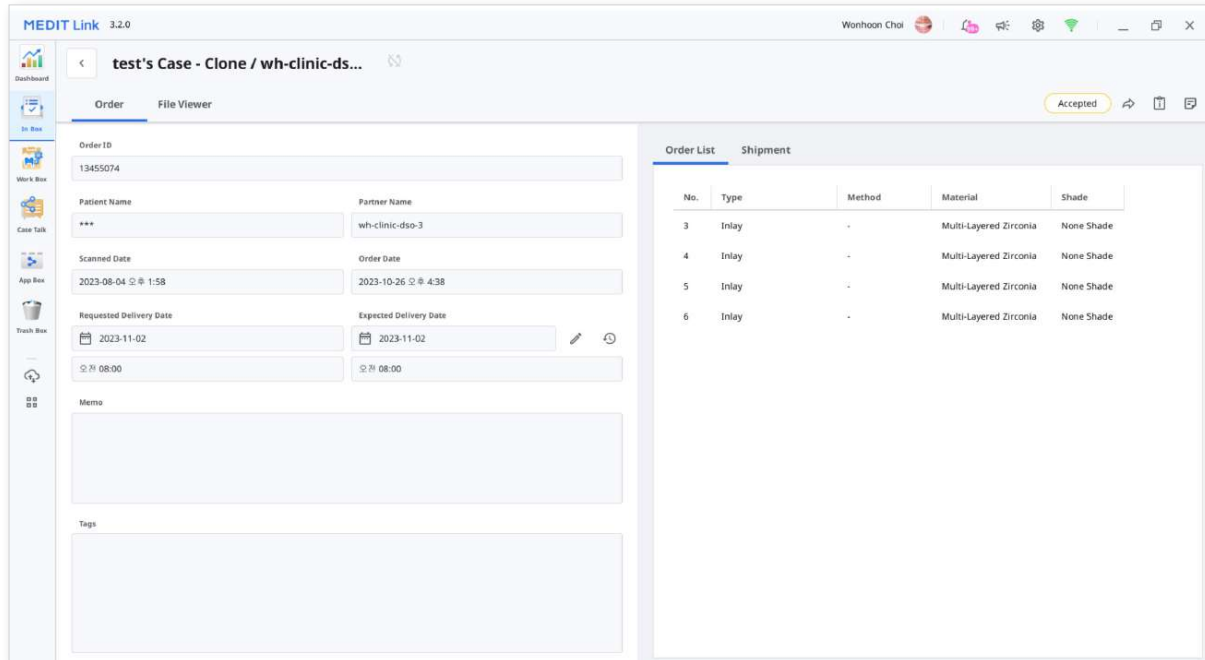 MEDIT Link 3.2.0
Wonhoon Choi
Dashboard
In Box
Work Box
Case Talk
App Box
Trash Box
test's Case - Clone / wh-clinic-ds...
Order File Viewer
Accepted
Order ID
13455074
Patient Name Partner Name
*** wh-clinic-dso-3
Scanned Date Order Date
2023-08-04 오후 1:58 2023-10-26 오후 4:38
Requested Delivery Date Expected Delivery Date
2023-11-02 2023-11-02
오전 08:00 오전 08:00
Memo
Tags
Order List Shipment
No. Type Method Material Shade
3 Inlay - Multi-Layered Zirconia None Shade
4 Inlay - Multi-Layered Zirconia None Shade
5 Inlay - Multi-Layered Zirconia None Shade
6 Inlay - Multi-Layered Zirconia None Shade